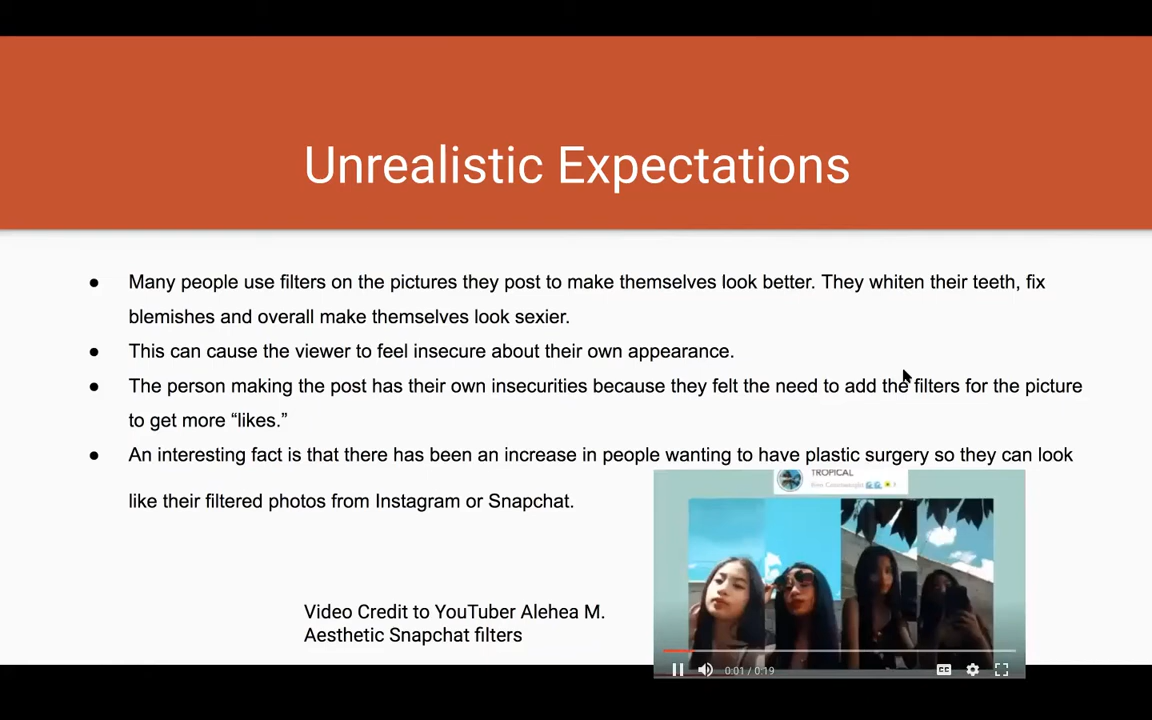 Unrealistic Expectations
● Many people use filters on the pictures they post to make themselves look better. They whiten their teeth, fix
blemishes and overall make themselves look sexier.
● This can cause the viewer to feel insecure about their own appearance.
● The person making the post has their own insecurities because they felt the need to add the filters for the picture
to get more “likes.”
● An interesting fact is that there has been an increase in people wanting to have plastic surgery so they can look
like their filtered photos from Instagram or Snapchat.
TROPICAL
Video Credit to YouTuber Alehea M.
Aesthetic Snapchat filters
0:01 / 0:19
CC